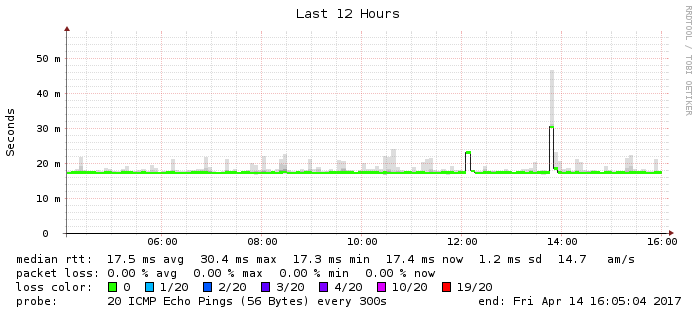 Last 12 Hours
RRDTOOL / TOBI OETIKER
Seconds
50 m
40 m
30 m
20 m
10 m
0
06:00 08:00 10:00 12:00 14:00 16:00
median rtt: 17.5 ms avg 30.4 ms max 17.3 ms min 17.4 ms now 1.2 ms sd 14.7 am/s
packet loss: 0.00 % avg 0.00 % max 0.00 % min 0.00 % now
loss color: 0 1/20 2/20 3/20 4/20 10/20 19/20
probe: 20 ICMP Echo Pings (56 Bytes) every 300s end: Fri Apr 14 16:05:04 2017